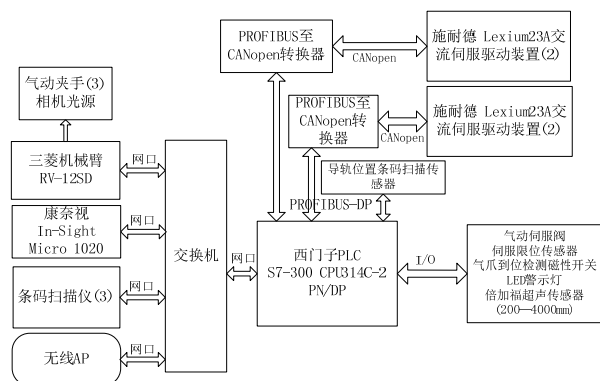 PROFIBUS至
CANopen转换器
CANopen
施耐德 Lexium23A交
流伺服驱动装置(2)
气动夹手(3)
相机光源
PROFIBUS至
CANopen转
换器
CANopen
施耐德 Lexium23A交
流伺服驱动装置(2)
三菱机械臂
RV-12SD
网口
导轨位置条码扫描传
感器
PROFIBUS-DP
康奈视
In-Sight
Micro 1020
网口
交换机
网口
西门子PLC
S7-300 CPU314C-2
PN/DP
I/O
气动伺服阀
伺服限位传感器
气爪到位检测磁性开关
LED警示灯
倍加福超声传感器
(200—4000mm)
条码扫描仪(3)
网口
无线AP
网口